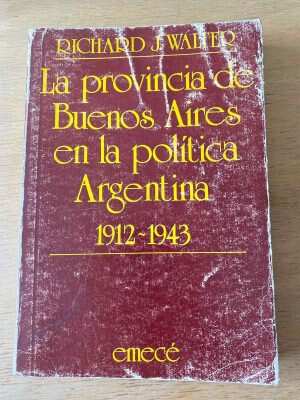 RICHARD J. WALTER
La provincia de
Buenos Aires
en la política
Argentina
1912-1943
emecé